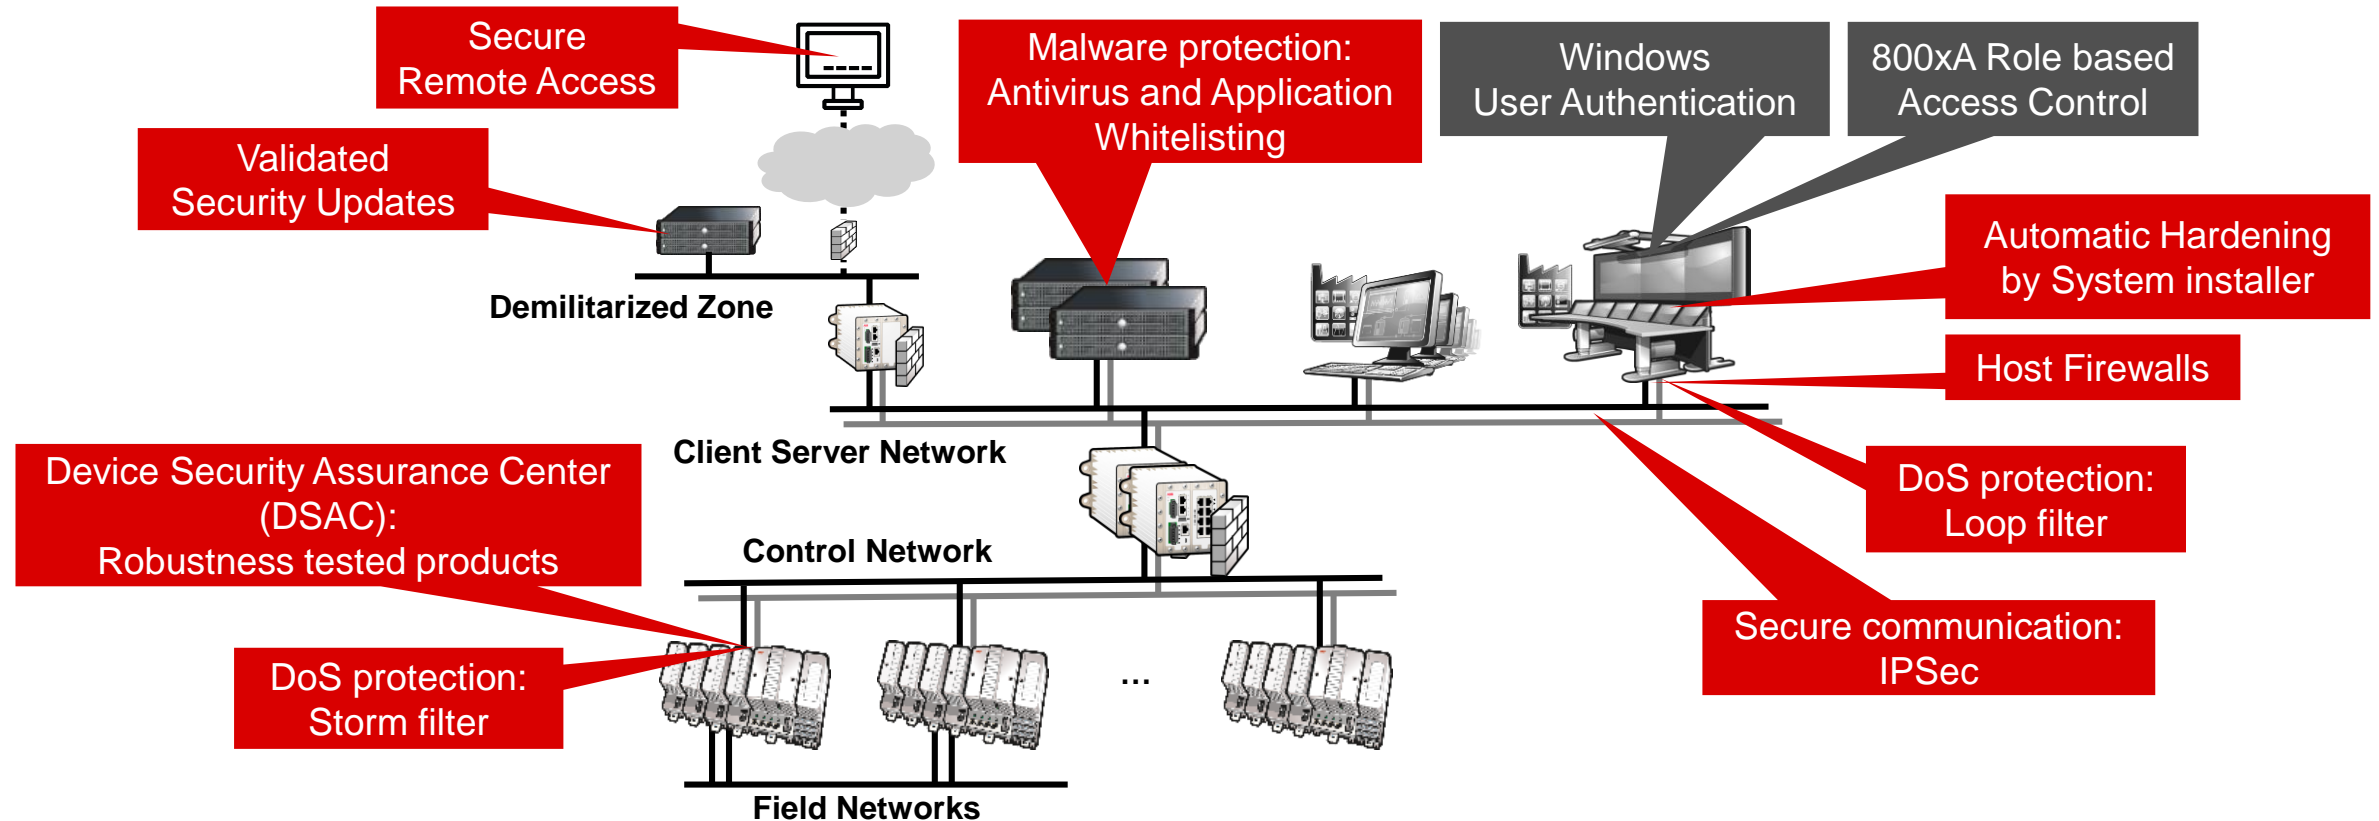 Secure
Remote Access
Malware protection:
Antivirus and Application
Whitelisting
Windows
User Authentication
800xA Role based
Access Control
Validated
Security Updates
Automatic Hardening
by System installer
Demilitarized Zone
Host Firewalls
Client Server Network
Device Security Assurance Center
(DSAC):
Robustness tested products
DoS protection:
Loop filter
Control Network
Secure communication:
IPSec
DoS protection:
Storm filter
...
Field Networks